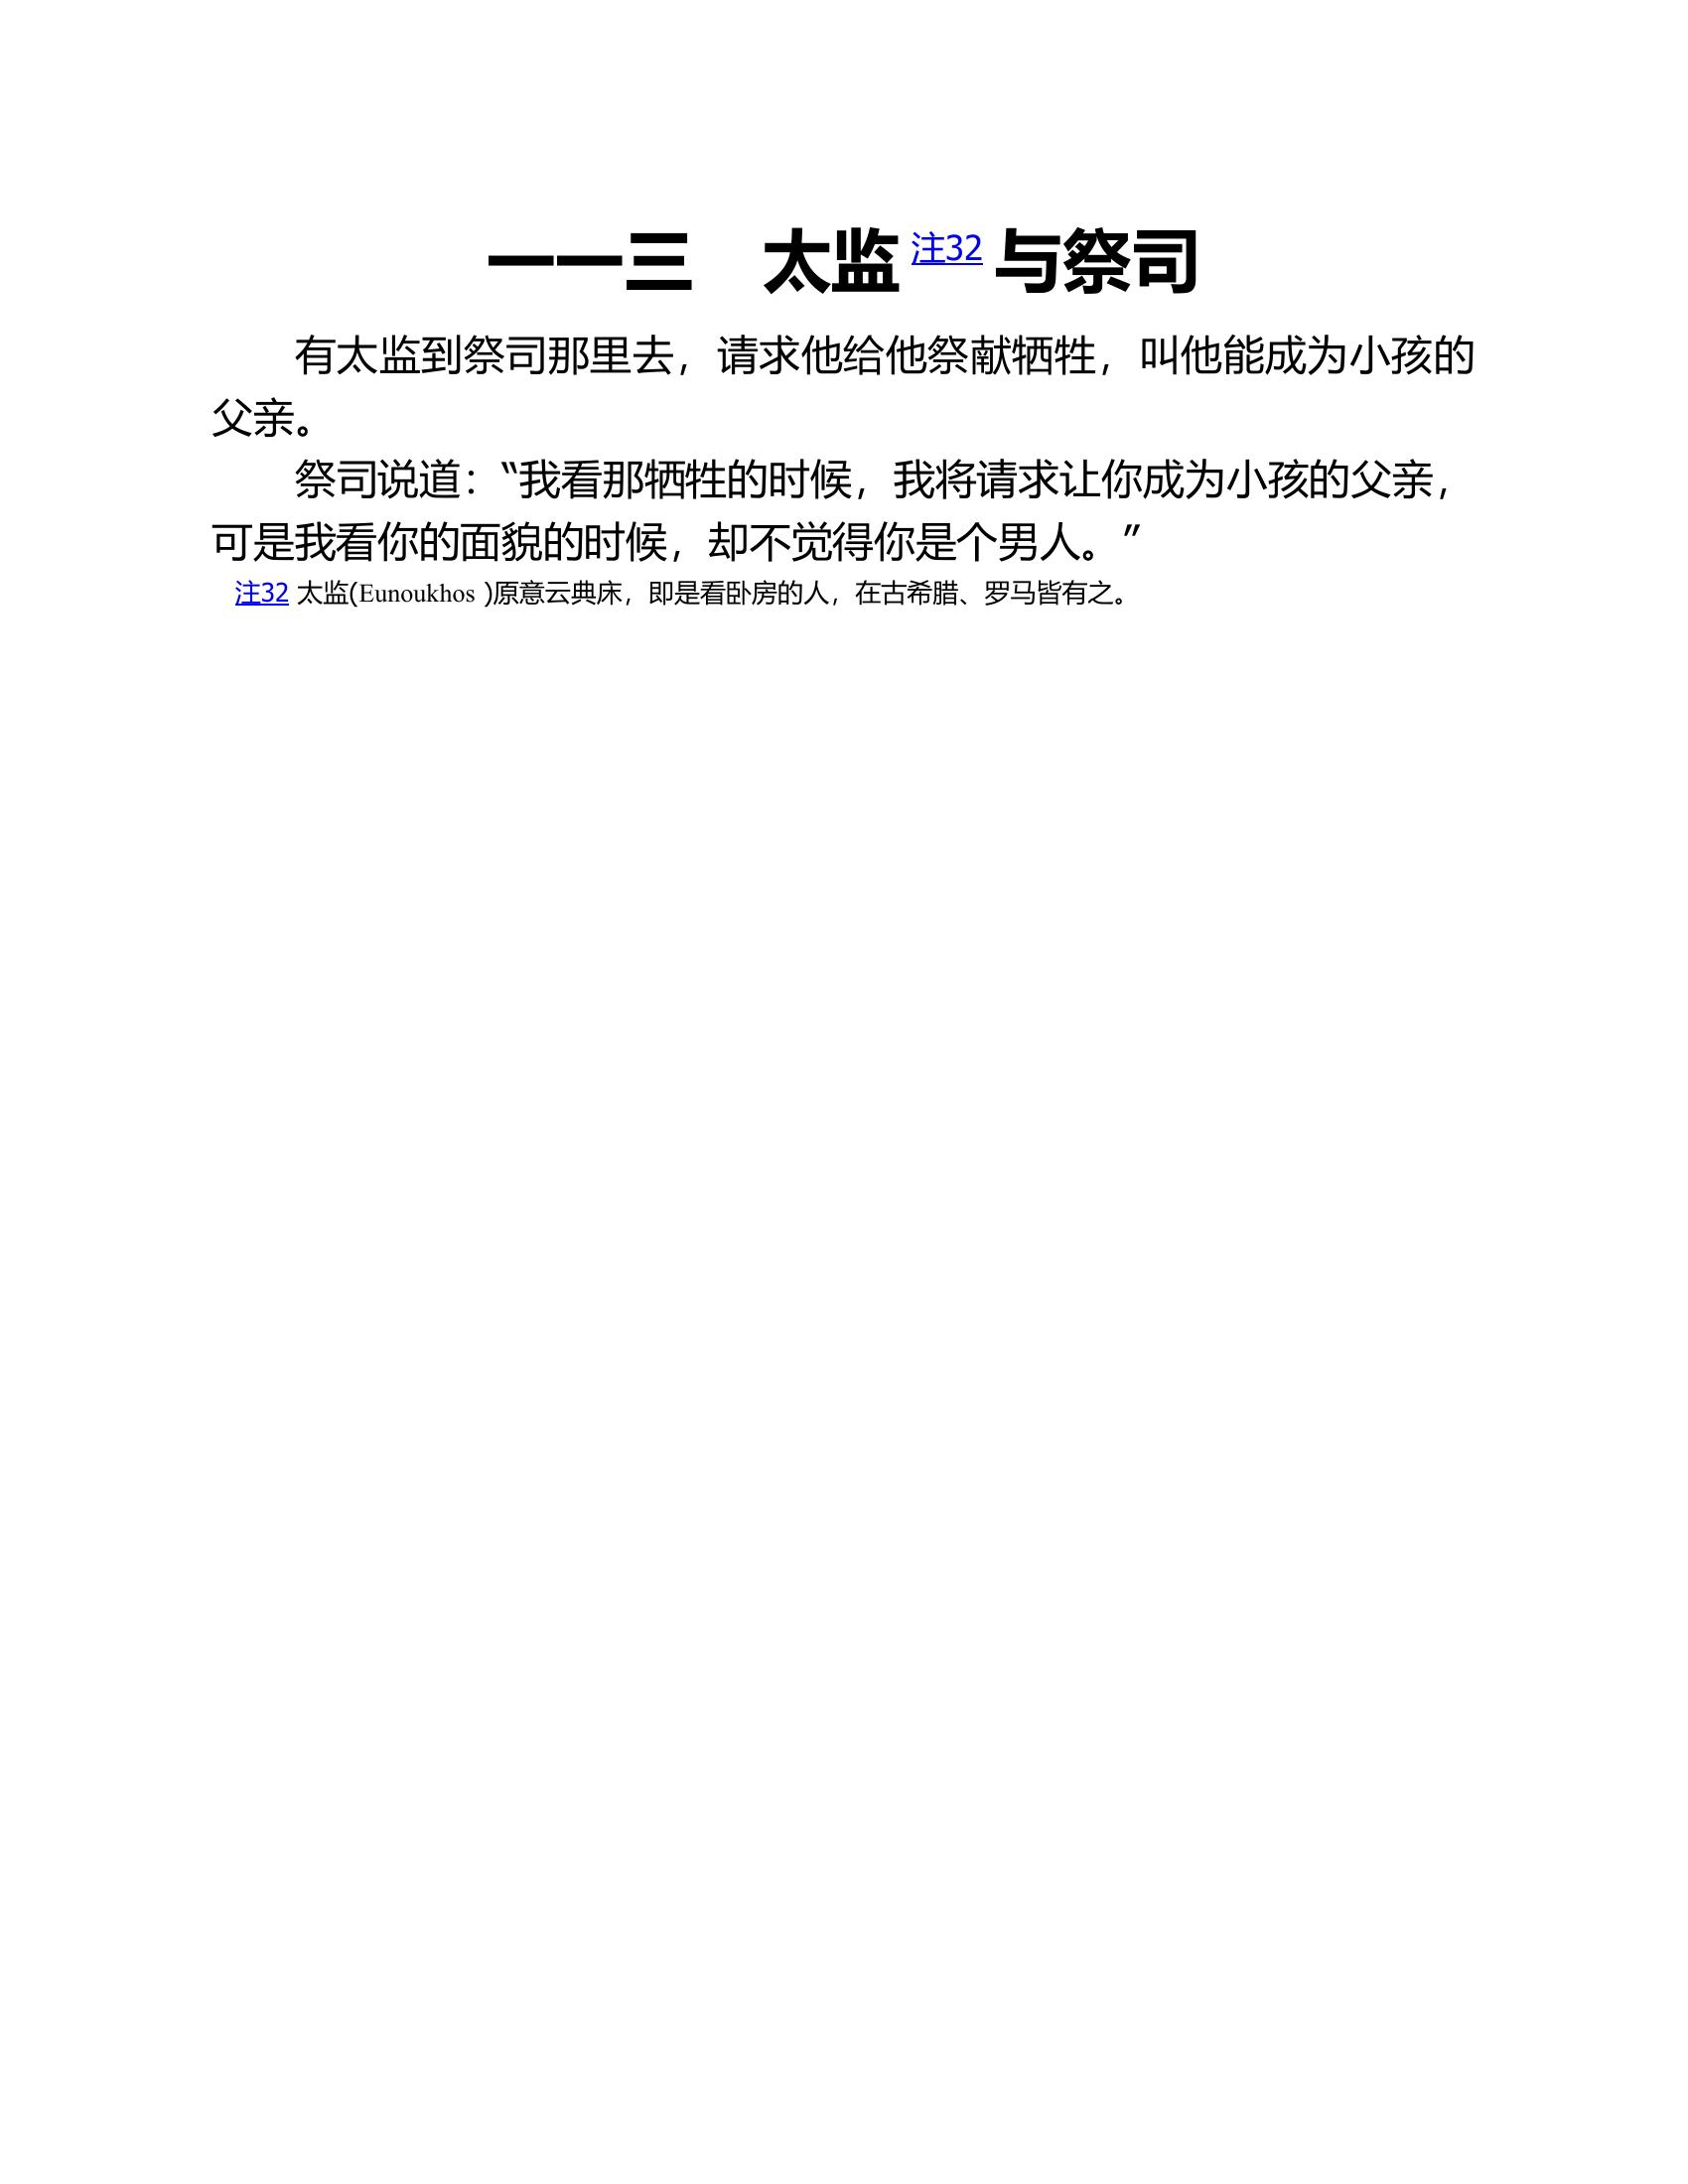 一一三　太监 注32 与祭司
有太监到祭司那里去，请求他给他祭献牺牲，叫他能成为小孩的
父亲。
祭司说道：“我看那牺牲的时候，我将请求让你成为小孩的父亲，
可是我看你的面貌的时候，却不觉得你是个男人。”
注32 太监(Eunoukhos )原意云典床，即是看卧房的人，在古希腊、罗马皆有之。